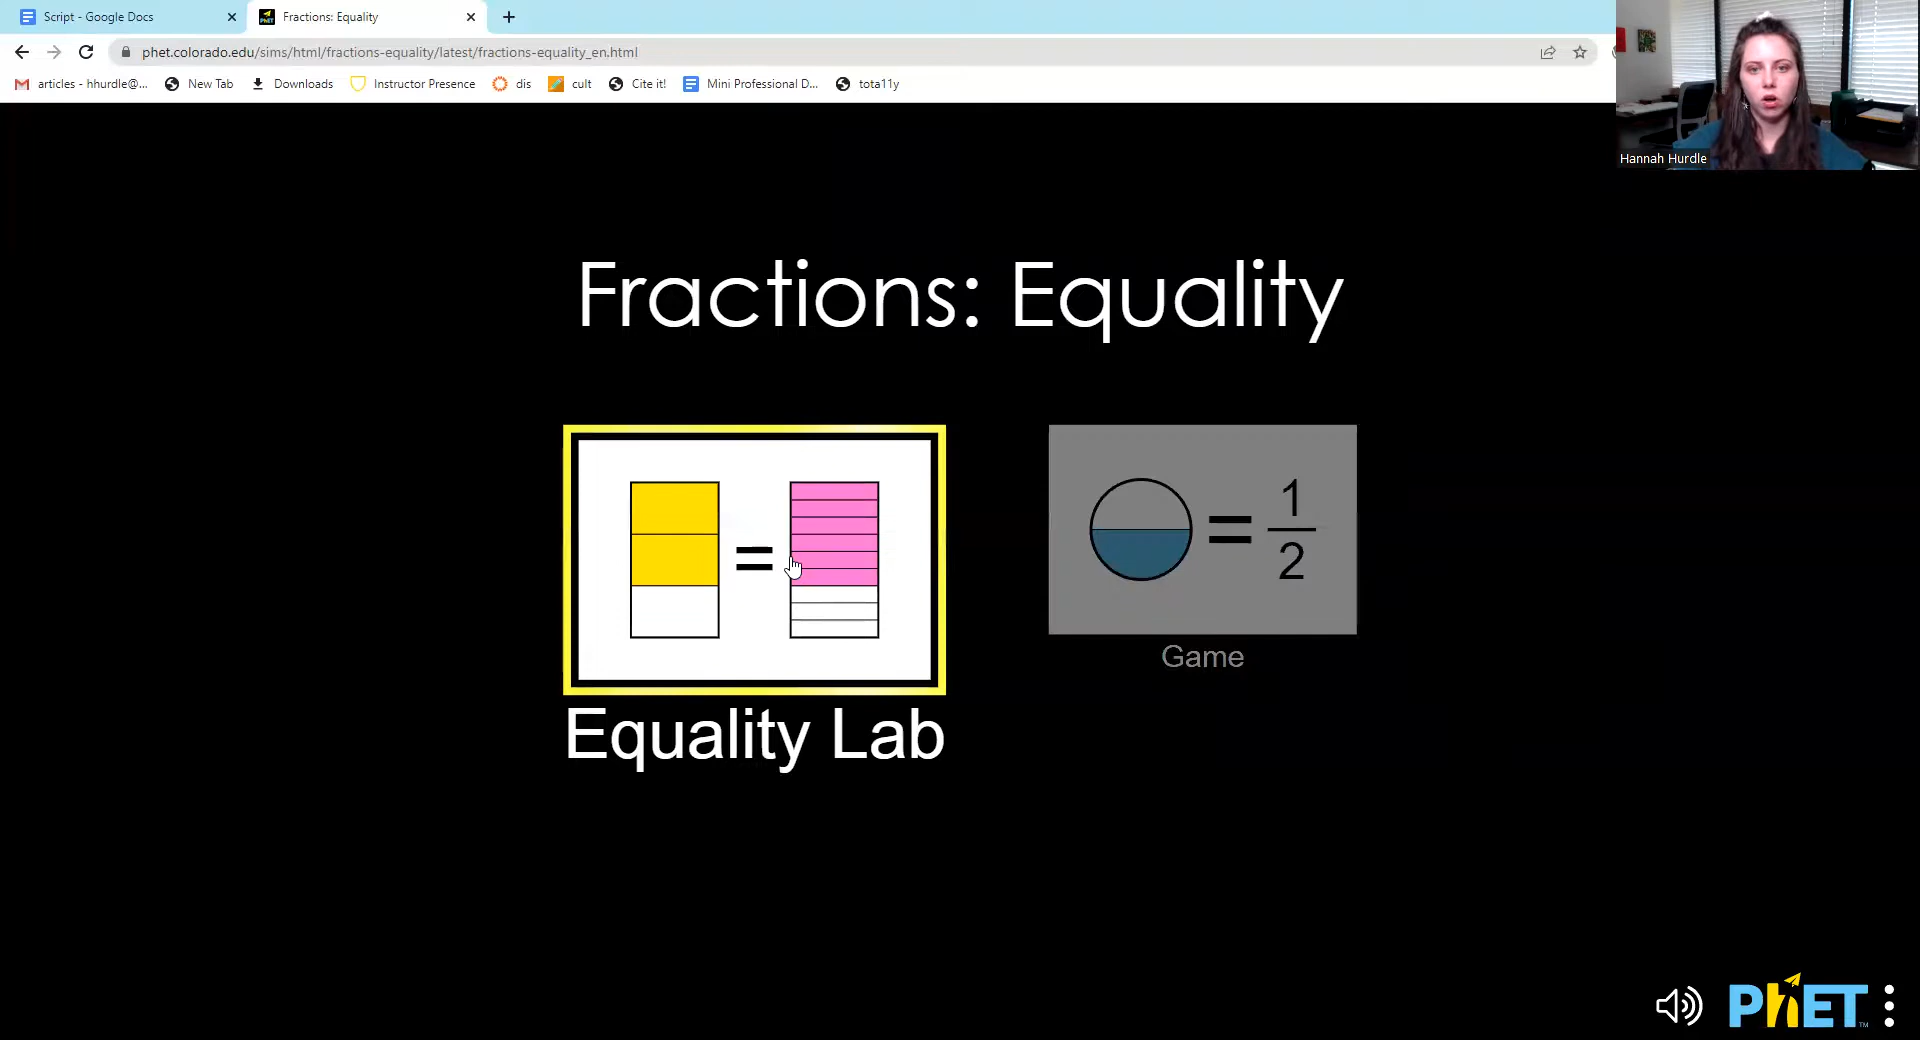 Script - Google Docs
Fractions: Equality
phet.colorado.edu/sims/html/fractions-equality/latest/fractions-equality_en.html
articles - hhurdle@...
New Tab
Downloads
Instructor Presence
dis
cult
Cite it!
Mini Professional D...
tota11y
Hannah Hurdle
Fractions: Equality
=
= 1/2
Equality Lab
Game
PhET™